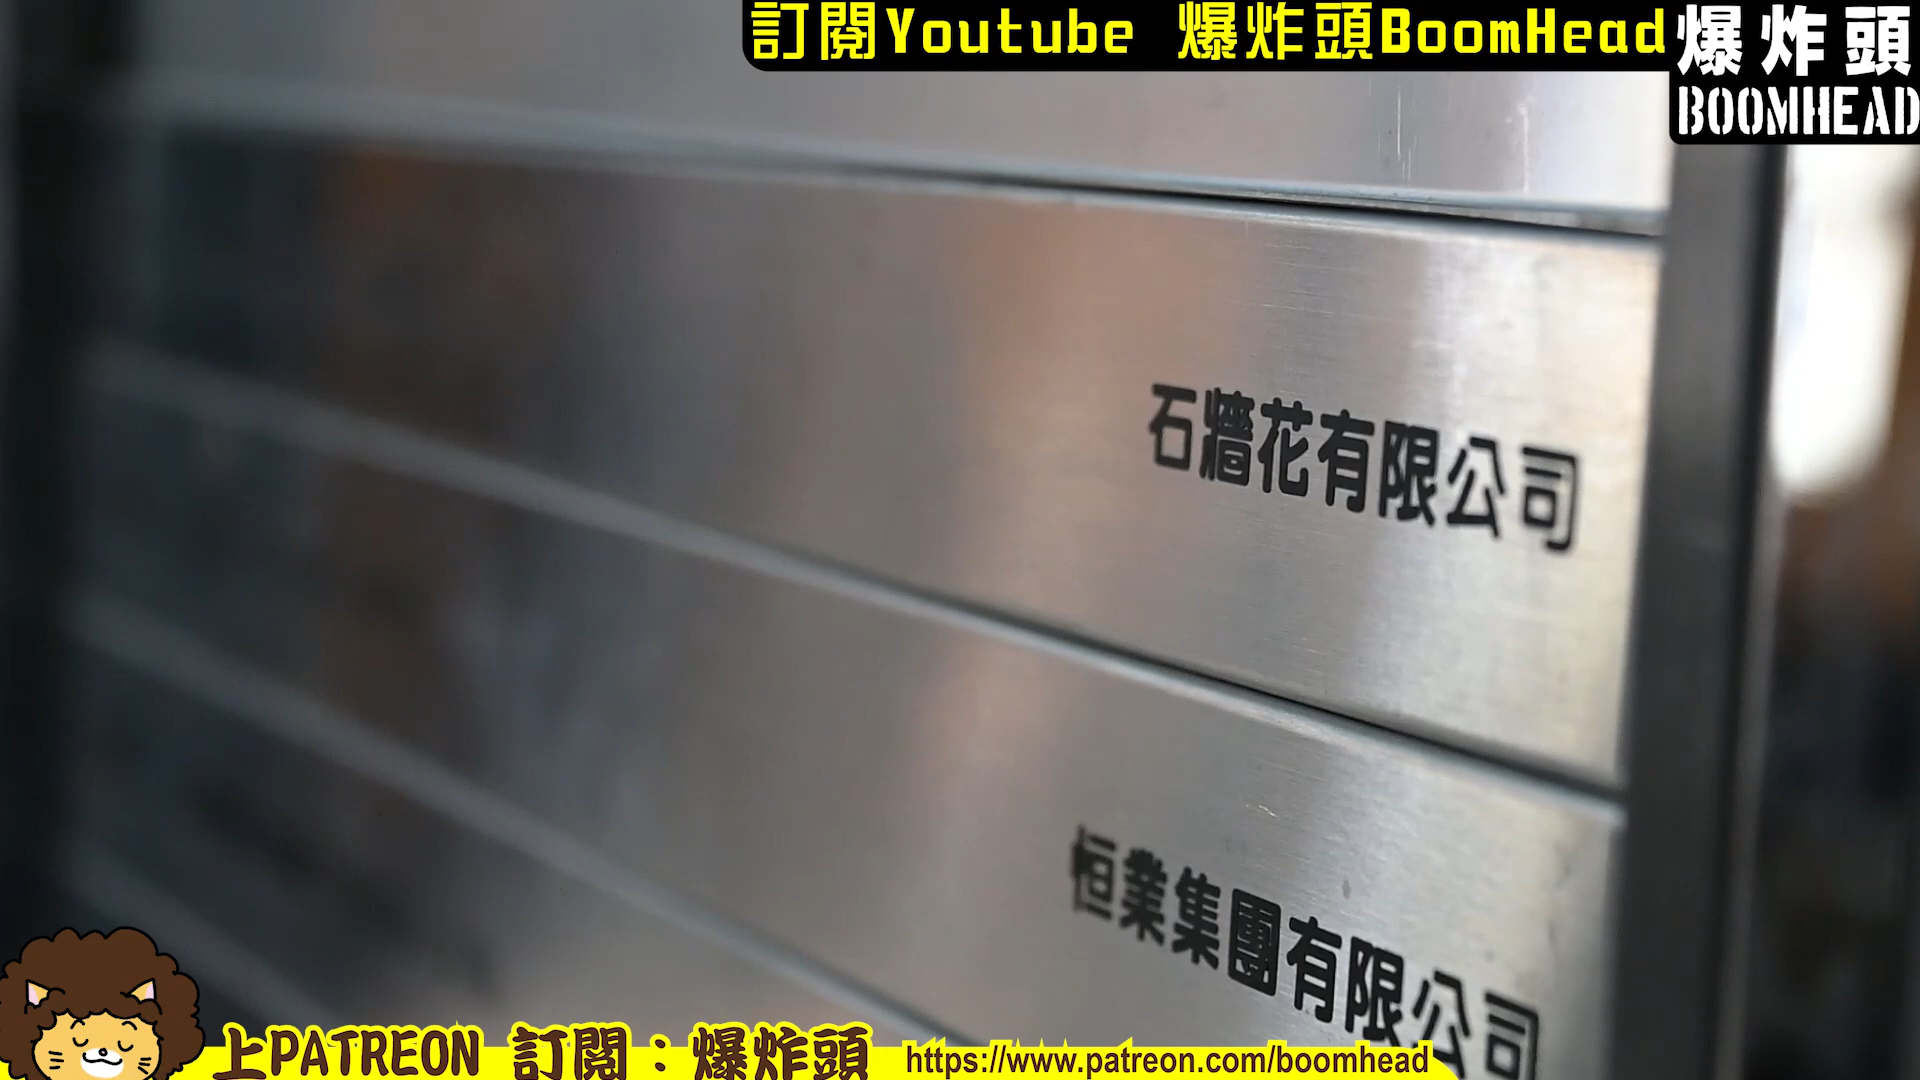 訂閱Youtube 爆炸頭BoomHead
爆炸頭
BOOMHEAD
石牆花有限公司
恒業集團有限公司
上PATREON 訂閱：爆炸頭 https://www.patreon.com/boomhead